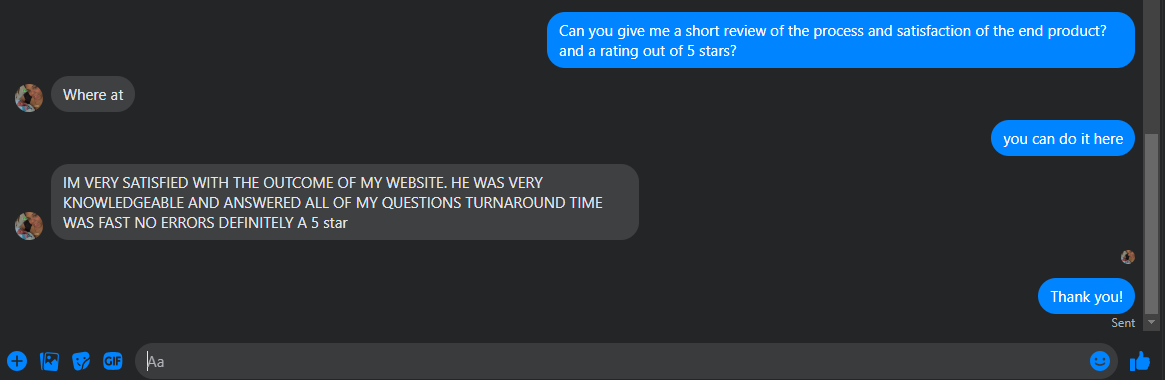 Can you give me a short review of the process and satisfaction of the end product?
and a rating out of 5 stars?
Where at
you can do it here
IM VERY SATISFIED WITH THE OUTCOME OF MY WEBSITE. HE WAS VERY
KNOWLEDGEABLE AND ANSWERED ALL OF MY QUESTIONS TURNAROUND TIME
WAS FAST NO ERRORS DEFINITELY A 5 star
Thank you!
Sent
GIF
Aa